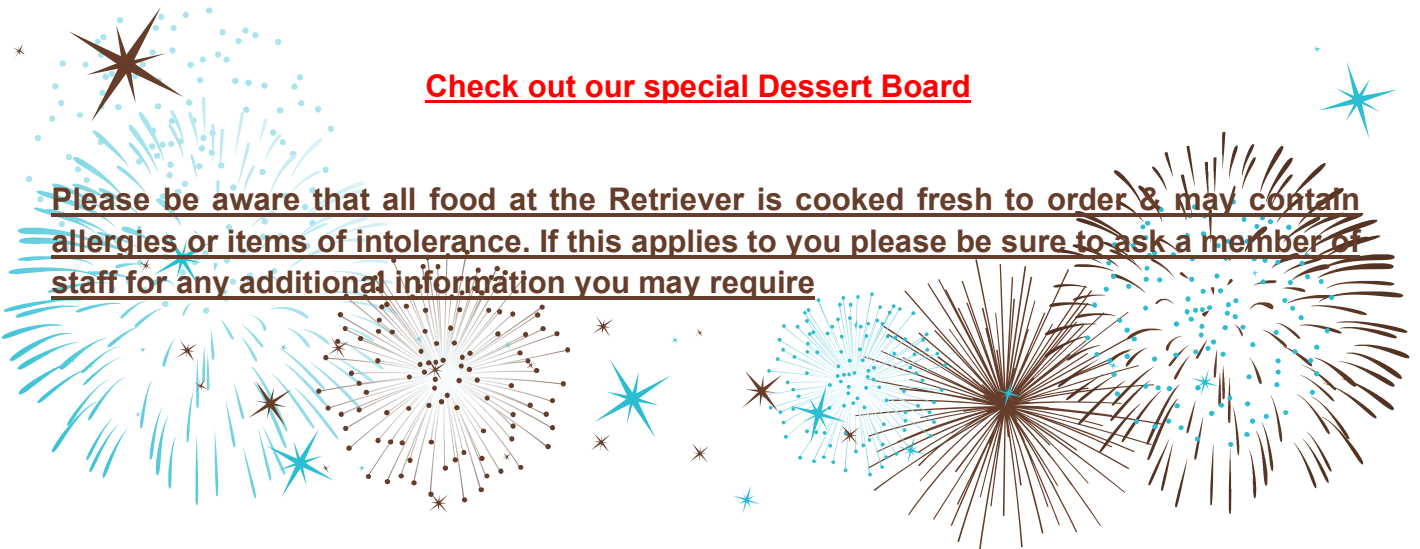 Check out our special Dessert Board
Please be aware that all food at the Retriever is cooked fresh to order & may contain
allergies or items of intolerance. If this applies to you please be sure to ask a member of
staff for any additional information you may require